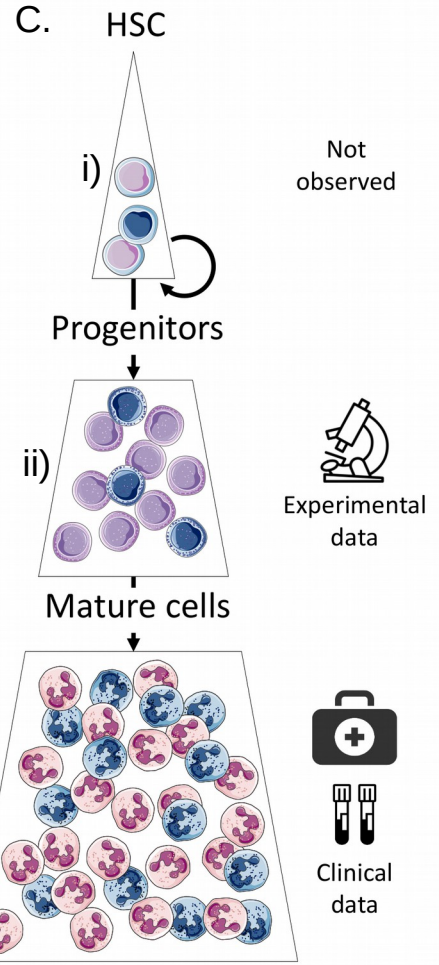 C.
HSC
i)
Not
observed
Progenitors
ii)
Experimental
data
Mature cells
Clinical
data